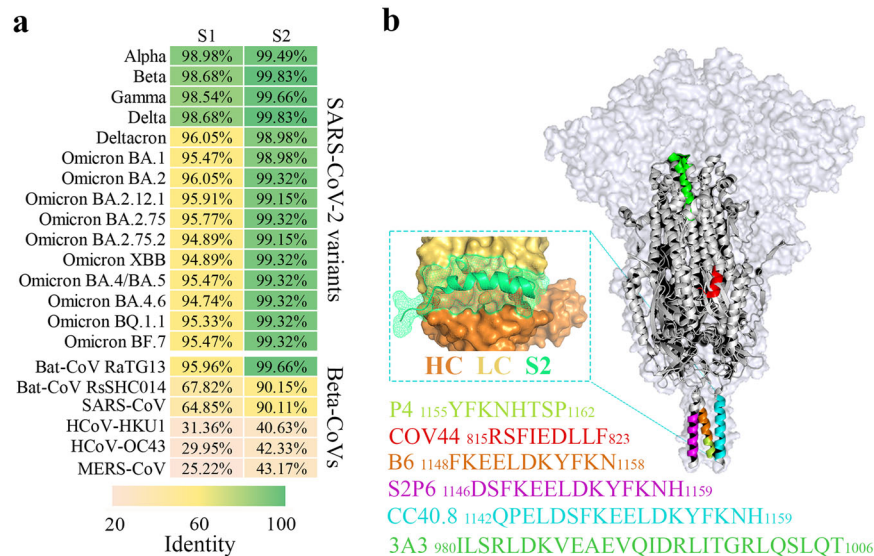 a
S1 S2
Alpha 98.98% 99.49%
Beta 98.68% 99.83%
Gamma 98.54% 99.66%
Delta 98.68% 99.83%
Deltacron 96.05% 98.98%
Omicron BA.1 95.47% 98.98%
Omicron BA.2 96.05% 99.32%
Omicron BA.2.12.1 95.91% 99.15%
Omicron BA.2.75 95.77% 99.32%
Omicron BA.2.75.2 94.89% 99.15%
Omicron XBB 94.89% 99.32%
Omicron BA.4/BA.5 95.47% 99.32%
Omicron BA.4.6 94.74% 99.32%
Omicron BQ.1.1 95.33% 99.32%
Omicron BF.7 95.47% 99.32%
SARS-CoV-2 variants
Bat-CoV RaTG13 95.96% 99.66%
Bat-CoV RsSHC014 67.82% 90.15%
SARS-CoV 64.85% 90.11%
HCoV-HKU1 31.36% 40.63%
HCoV-OC43 29.95% 42.33%
MERS-CoV 25.22% 43.17%
Beta-CoVs
20 60 100
Identity
b
HC LC S2
P4 1155YFKNHTSP1162
COV44 815RSFIEDLLF823
B6 1148FKEELDKYFKN1158
S2P6 1146DSFKEELDKYFKNH1159
CC40.8 1142QPELDSFKEELDKYFKNH1159
3A3 980ILSRLDKVEAEVQIDRLITGRLQSLQT1006